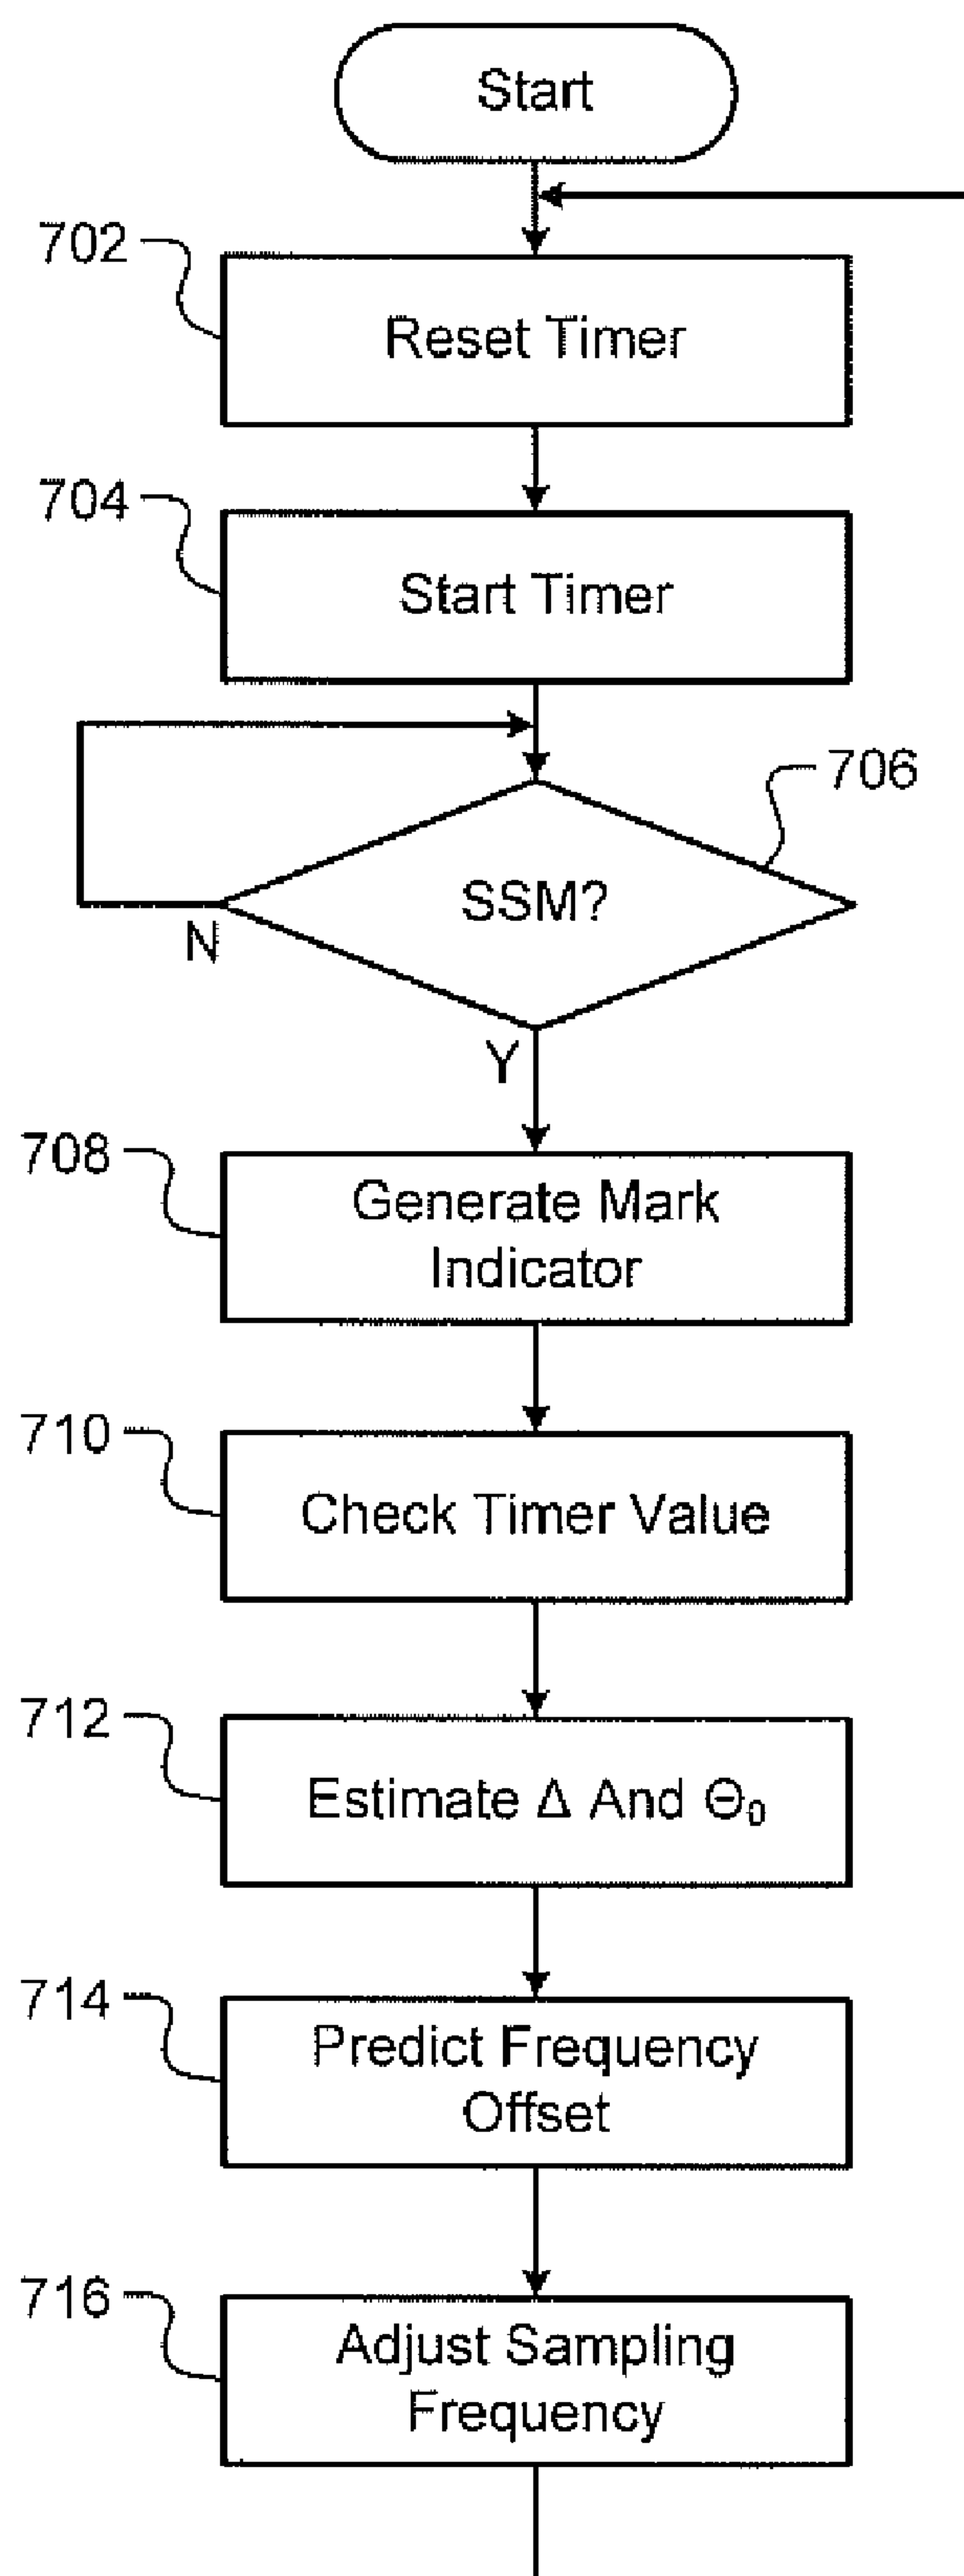 Start
702
Reset Timer
704
Start Timer
706
SSM?
N
Y
708
Generate Mark
Indicator
710
Check Timer Value
712
Estimate Δ And Θ₀
714
Predict Frequency
Offset
716
Adjust Sampling
Frequency